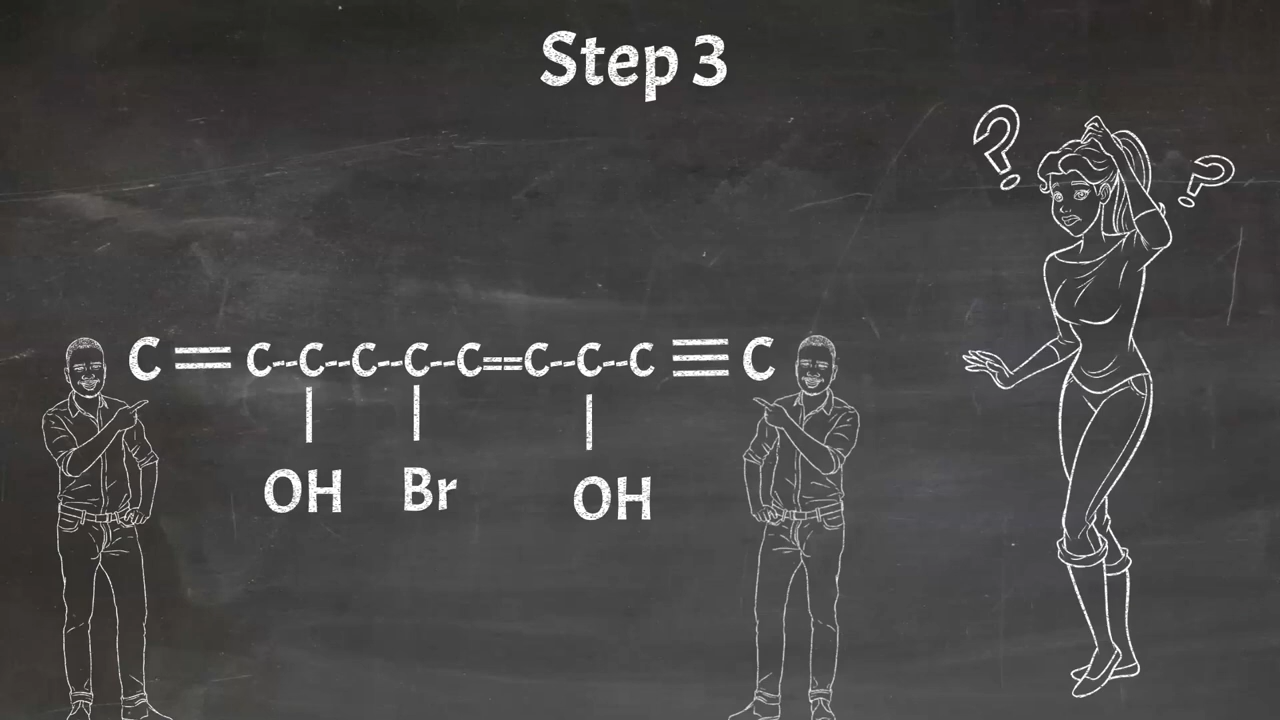 Step 3
? ?
C = C--C--C--C--C==C--C--C ≡ C
OH Br OH